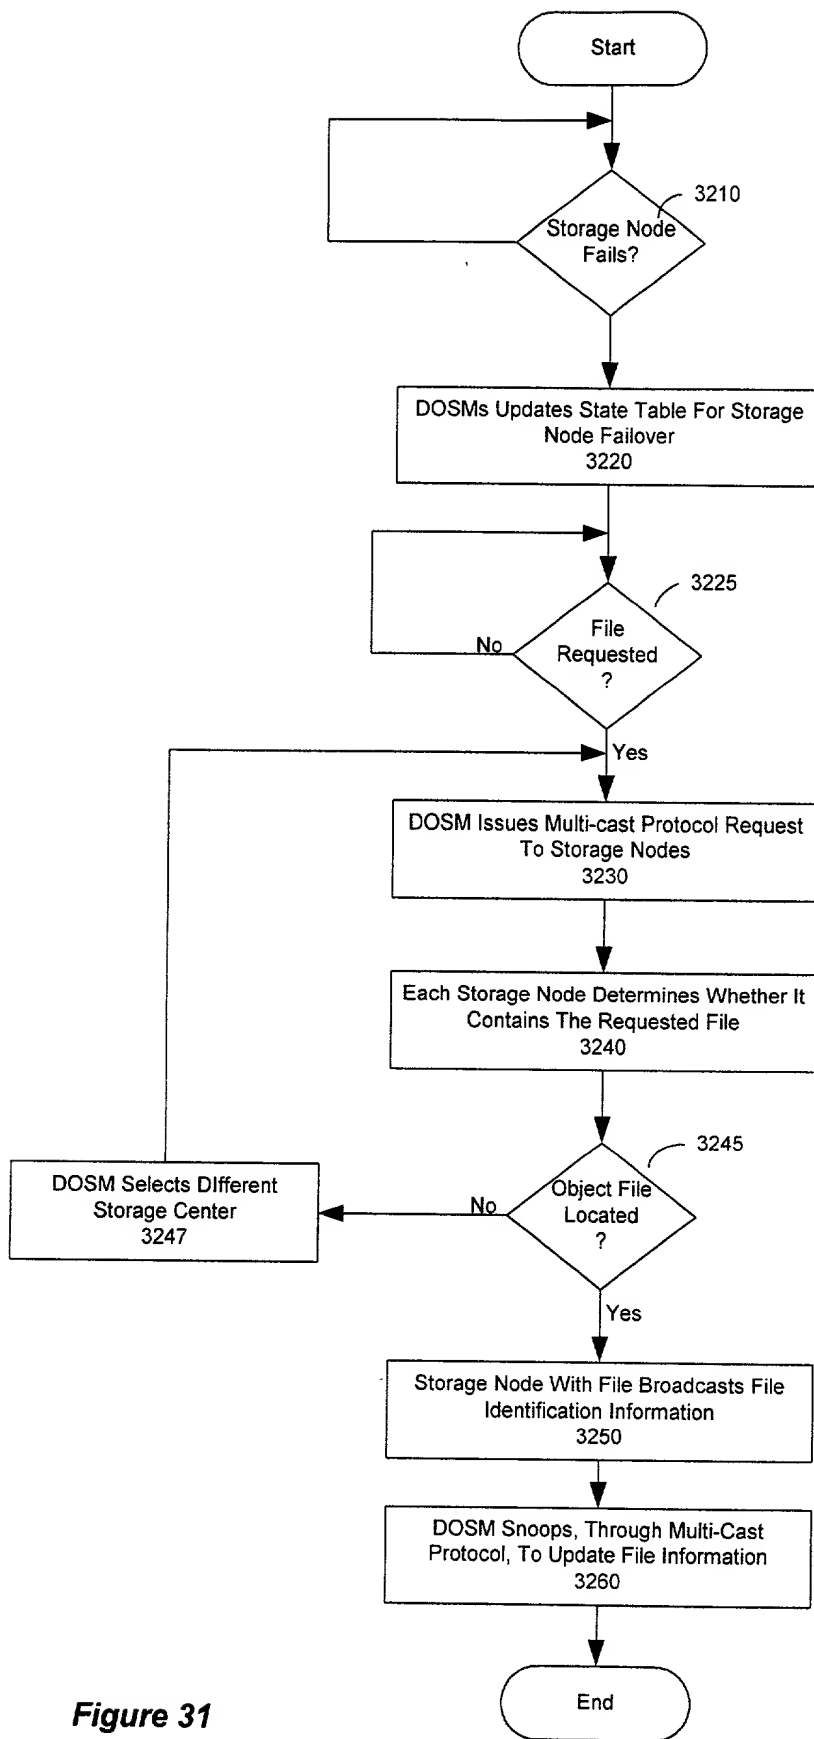 Start
3210
Storage Node
Fails?
DOSMs Updates State Table For Storage
Node Failover
3220
3225
File
Requested
?
No
Yes
DOSM Issues Multi-cast Protocol Request
To Storage Nodes
3230
Each Storage Node Determines Whether It
Contains The Requested File
3240
3245
Object File
Located
?
No
DOSM Selects DIfferent
Storage Center
3247
Yes
Storage Node With File Broadcasts File
Identification Information
3250
DOSM Snoops, Through Multi-Cast
Protocol, To Update File Information
3260
End
Figure 31